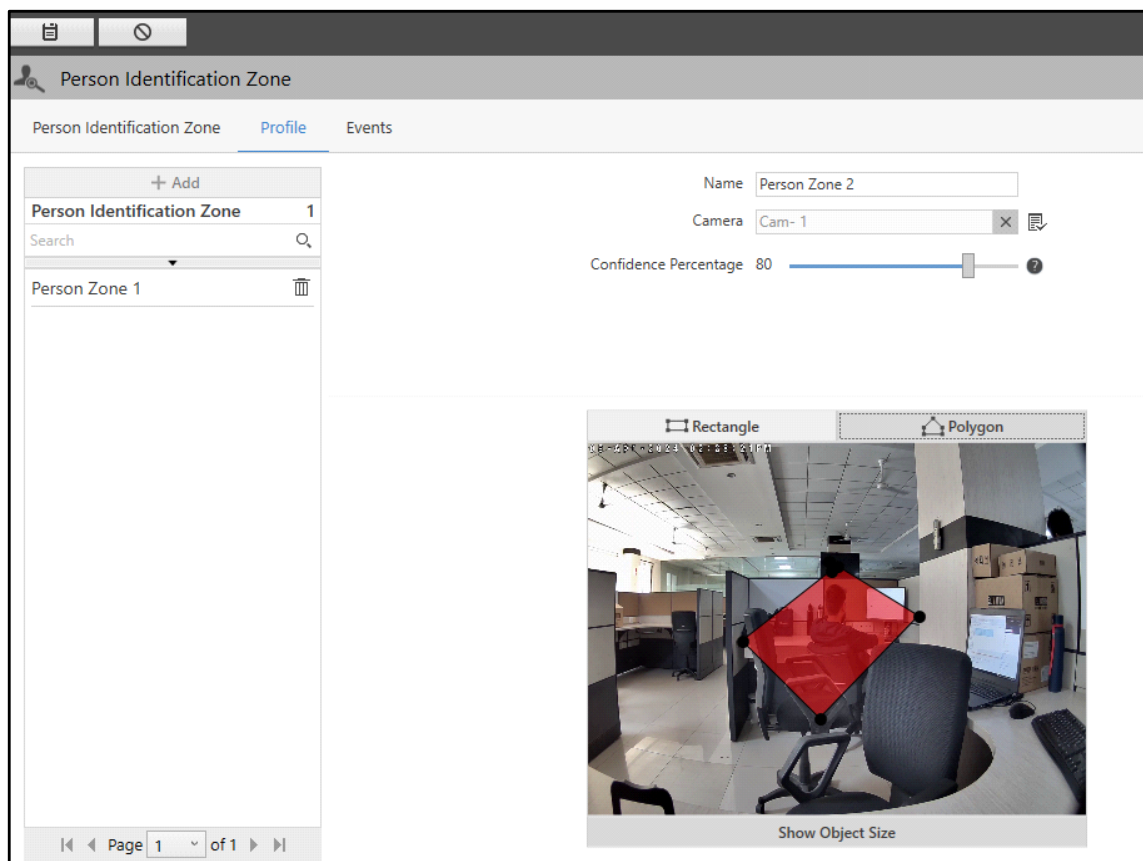 Person Identification Zone
Person Identification Zone Profile Events
+ Add
Person Identification Zone 1
Search
Person Zone 1
Page 1 of 1
Name Person Zone 2
Camera Cam- 1
Confidence Percentage 80 ?
Rectangle Polygon
Show Object Size